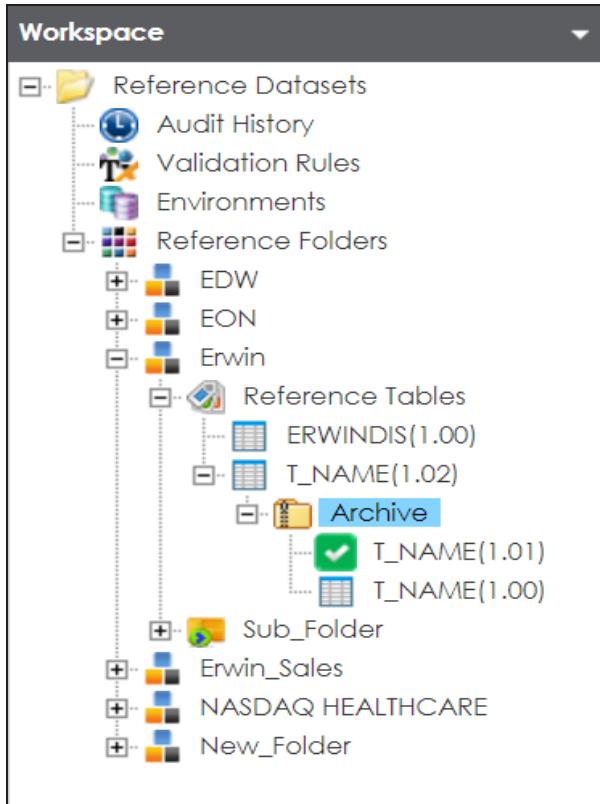 Workspace
Reference Datasets
Audit History
Validation Rules
Environments
Reference Folders
EDW
EON
Erwin
Reference Tables
ERWINDIS(1.00)
T_NAME(1.02)
Archive
T_NAME(1.01)
T_NAME(1.00)
Sub_Folder
Erwin_Sales
NASDAQ HEALTHCARE
New_Folder